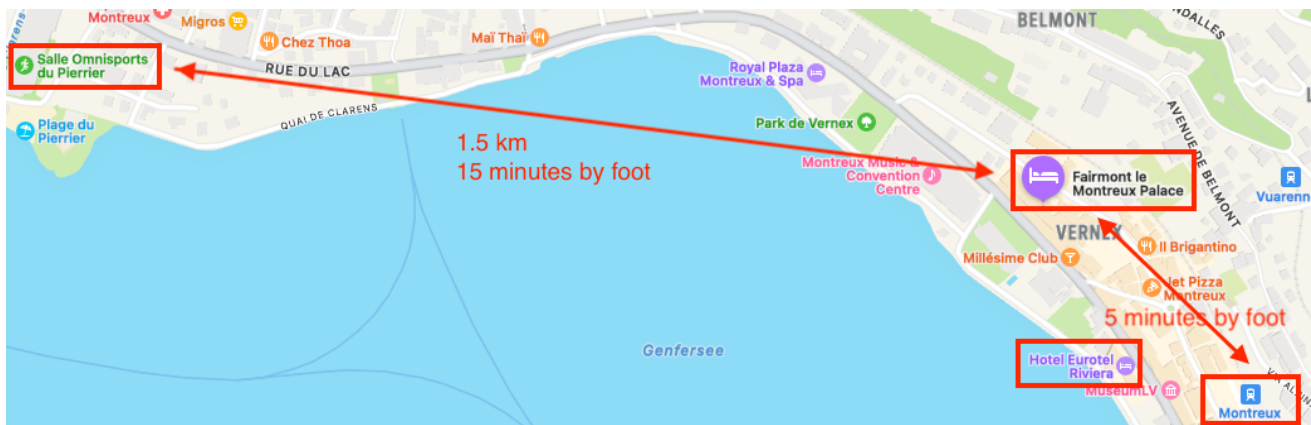 Montreux
Migros
Chez Thoa
Maï Thaï
BELMONT
Salle Omnisports
du Pierrier
RUE DU LAC
Royal Plaza
Montreux & Spa
QUAI DE CLARENS
Plage du
Pierrier
Park de Vernex
AVENUE DE BELMONT
1.5 km
15 minutes by foot
Montreux Music &
Convention
Centre
Fairmont le
Montreux Palace
Vuarenn
VERNEX
Il Brigantino
Millésime Club
Jet Pizza
Montreux
5 minutes by foot
Genfersee
Hotel Eurotel
Riviera
MuseumLV
Montreux